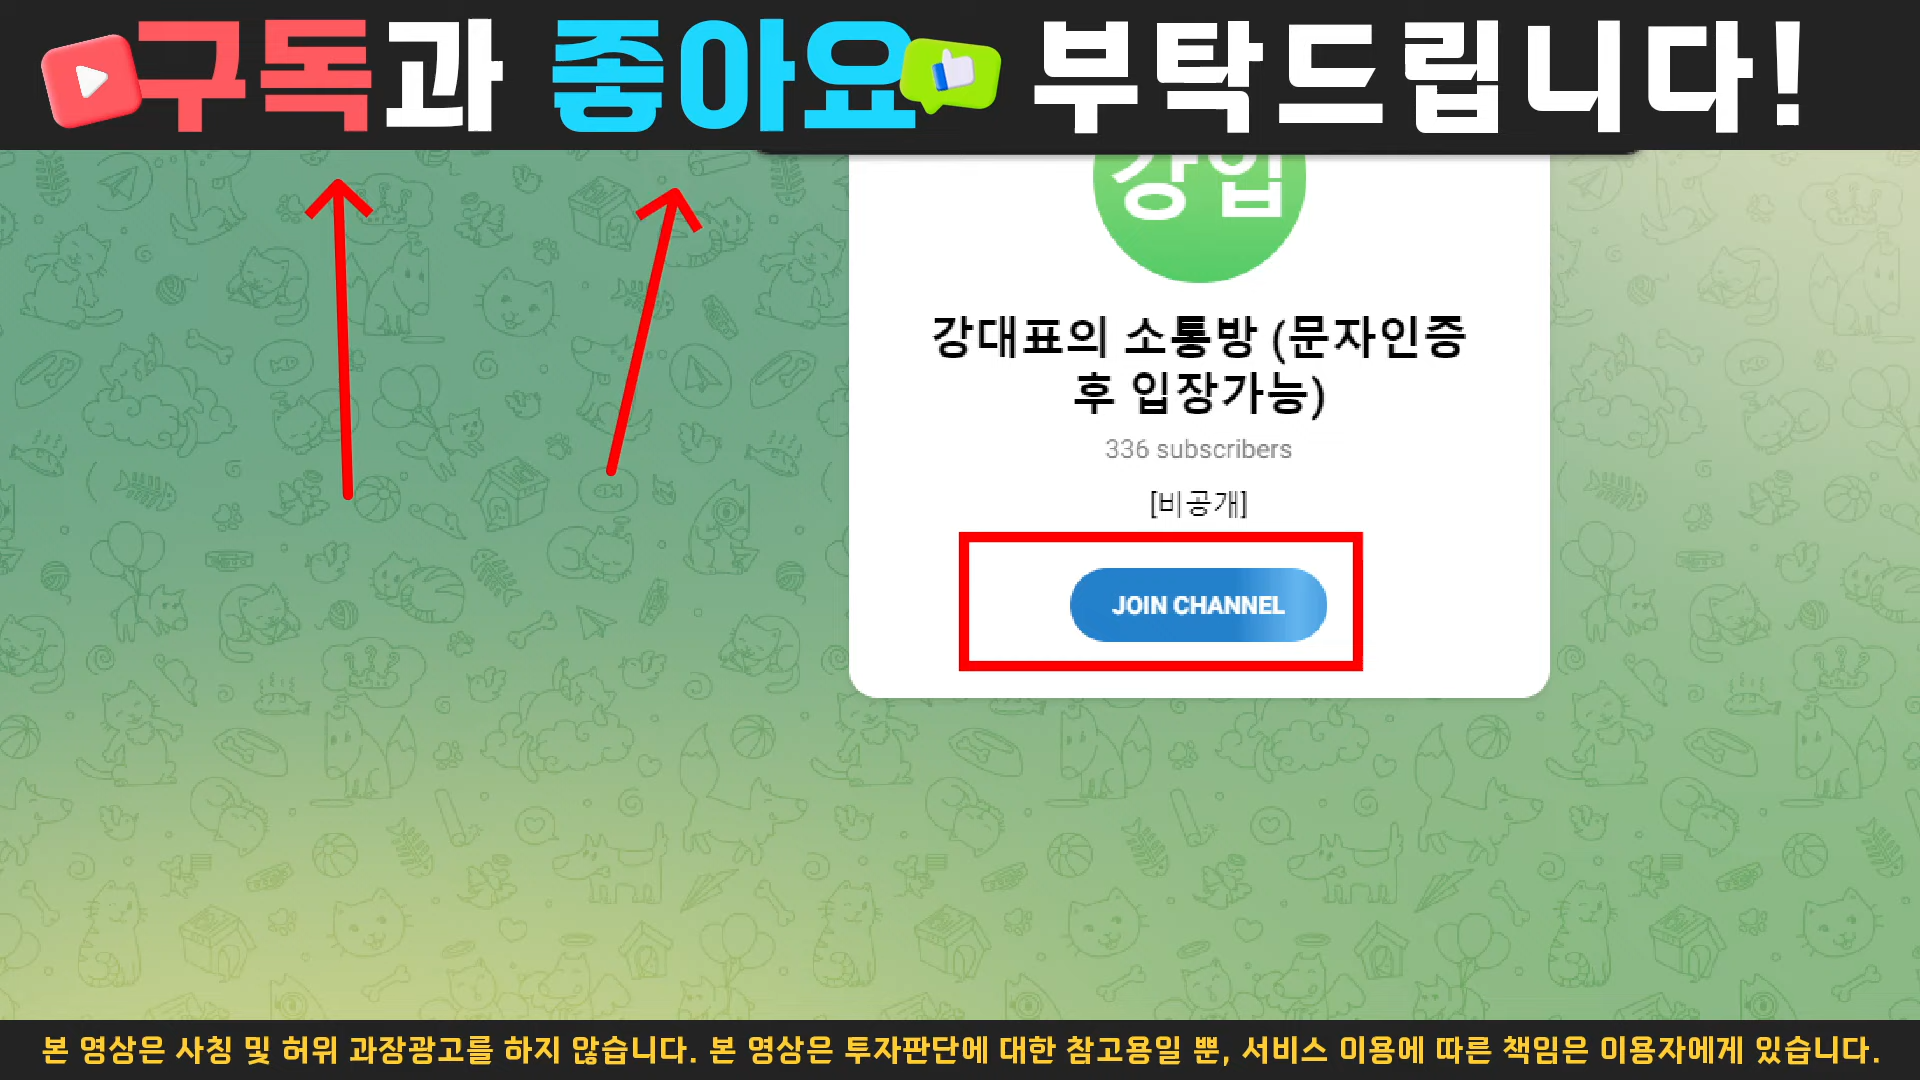 구독과 좋아요 부탁드립니다!
강입
강대표의 소통방 (문자인증
후 입장가능)
336 subscribers
[비공개]
JOIN CHANNEL
본 영상은 사칭 및 허위 과장광고를 하지 않습니다. 본 영상은 투자판단에 대한 참고용일 뿐, 서비스 이용에 따른 책임은 이용자에게 있습니다.